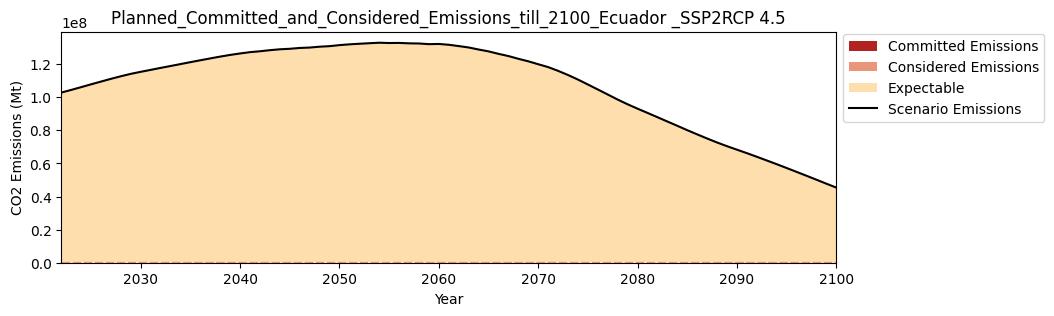 Planned_Committed_and_Considered_Emissions_till_2100_Ecuador _SSP2RCP 4.5
1e8
1.2
1.0
0.8
0.6
0.4
0.2
0.0
CO2 Emissions (Mt)
2030 2040 2050 2060 2070 2080 2090 2100
Year
Committed Emissions
Considered Emissions
Expectable
Scenario Emissions